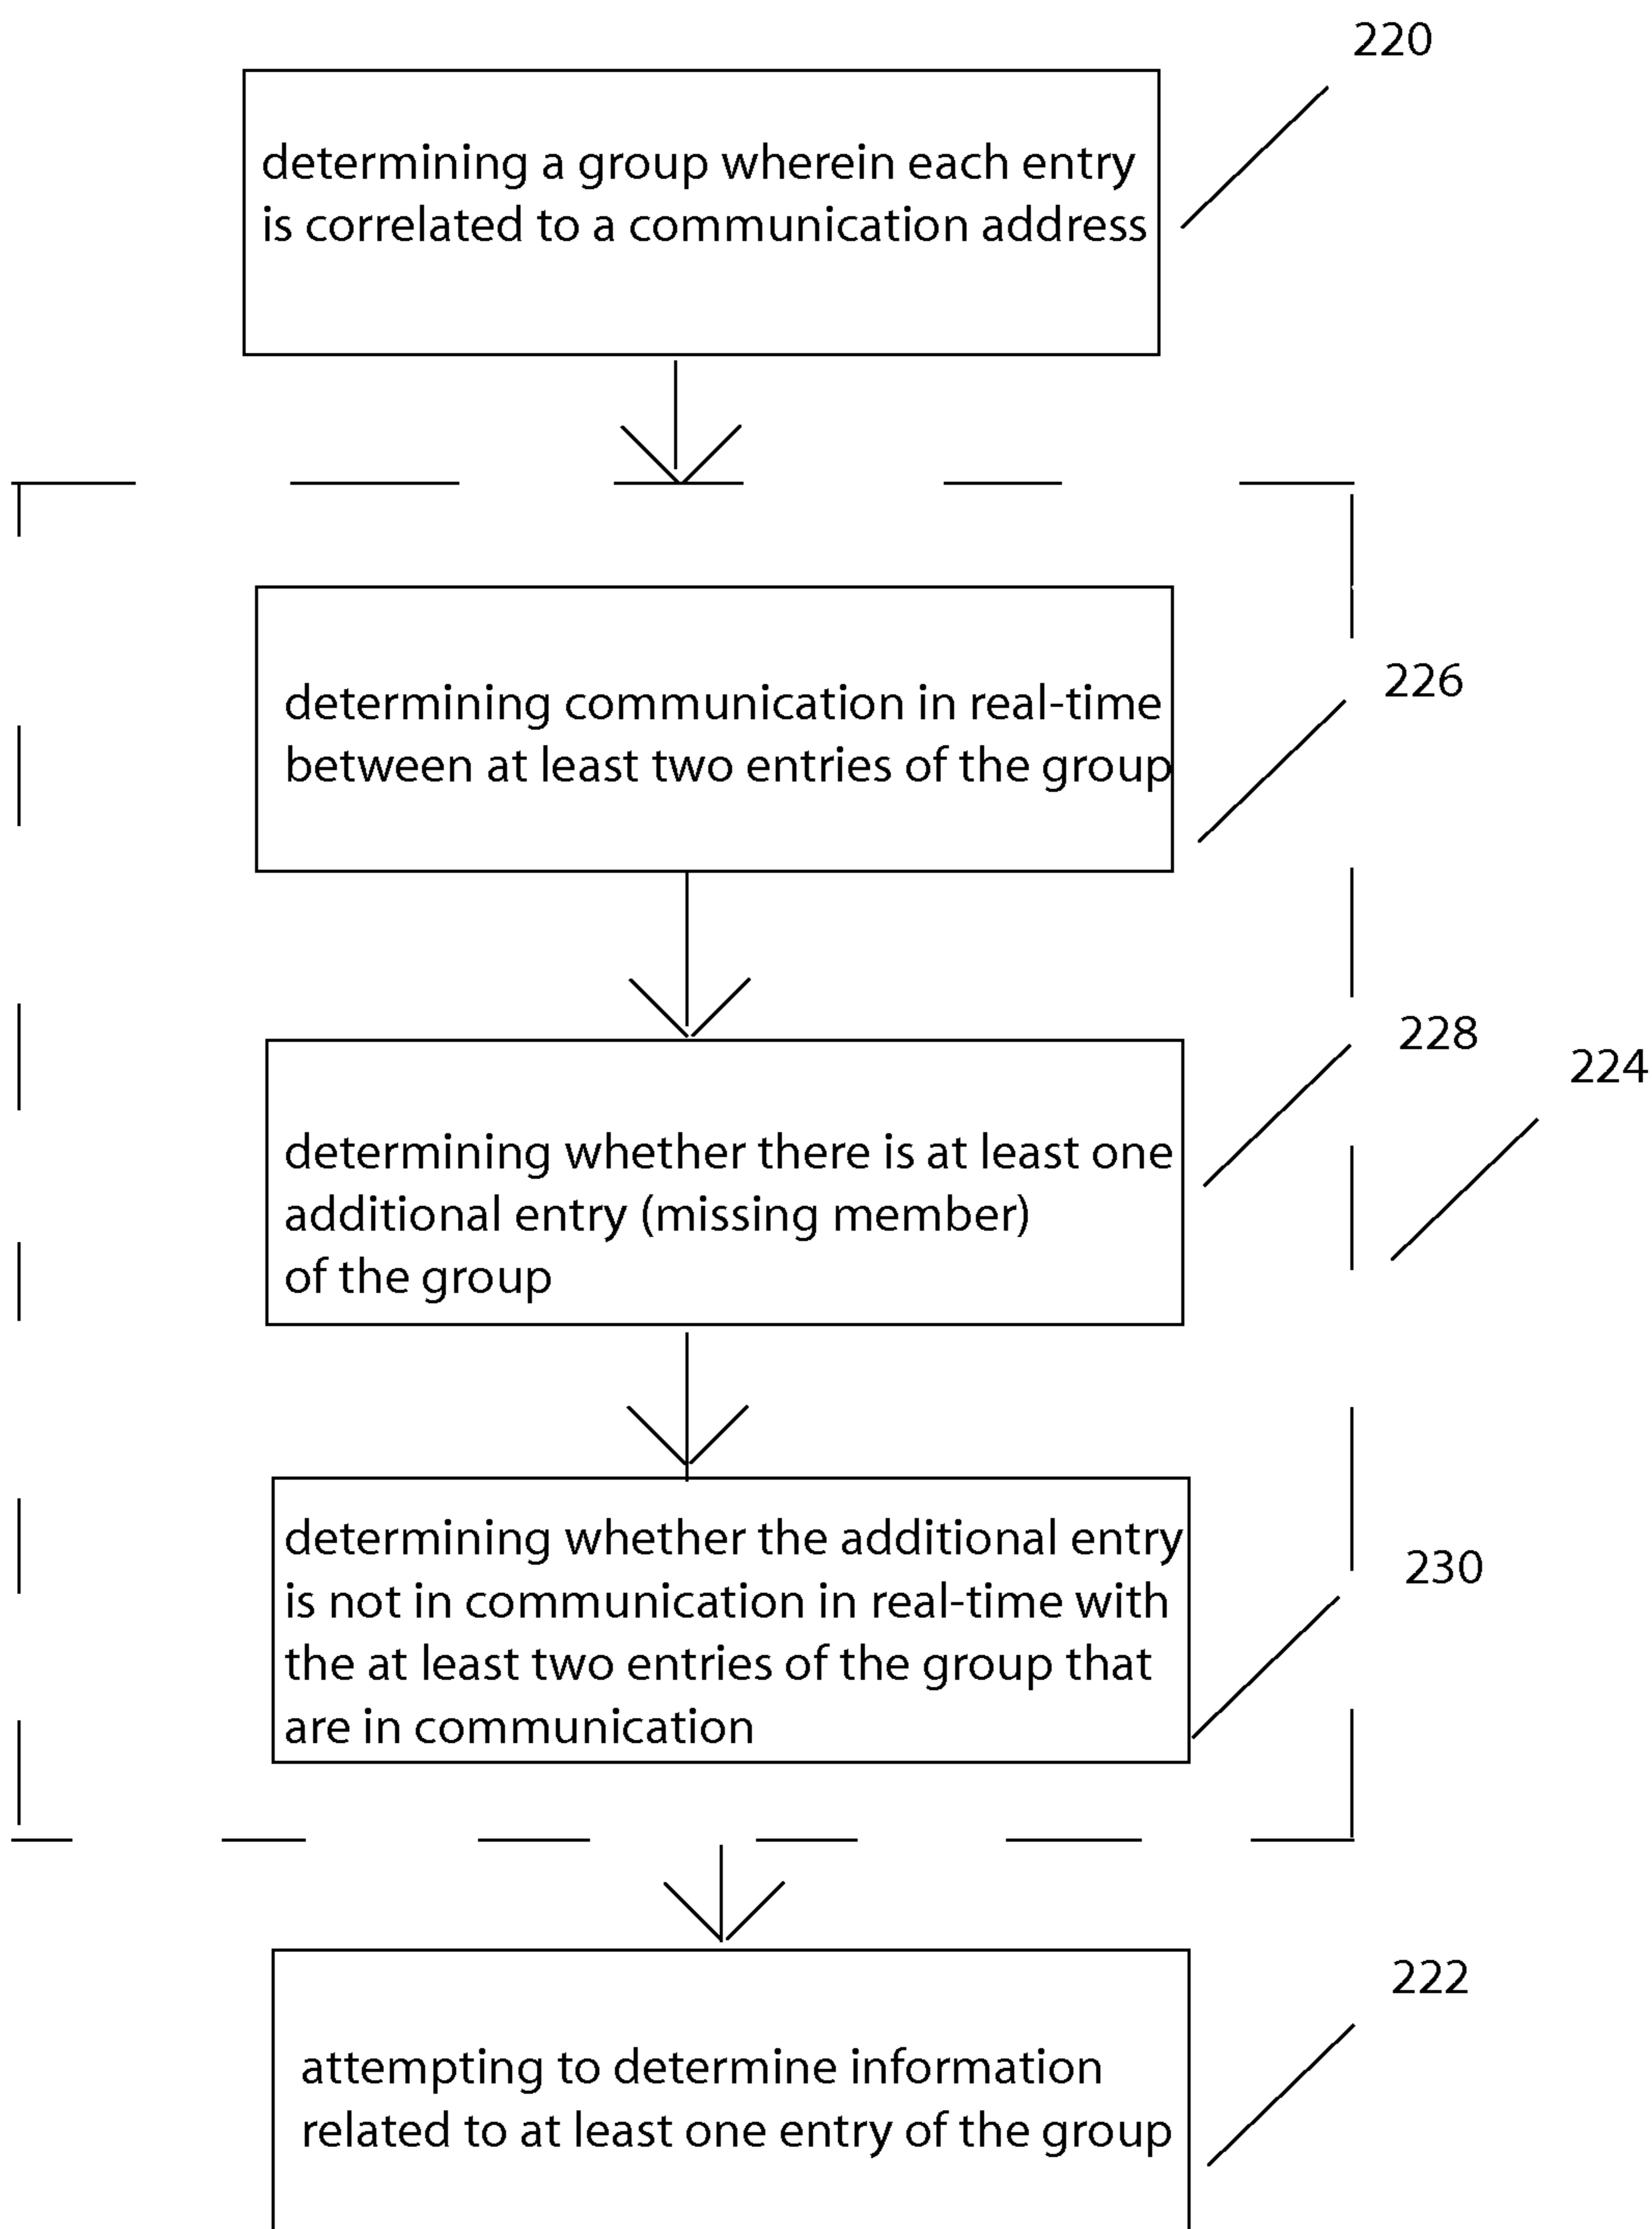 220
determining a group wherein each entry
is correlated to a communication address
226
determining communication in real-time
between at least two entries of the group
228
224
determining whether there is at least one
additional entry (missing member)
of the group
determining whether the additional entry
is not in communication in real-time with
the at least two entries of the group that
are in communication
230
222
attempting to determine information
related to at least one entry of the group